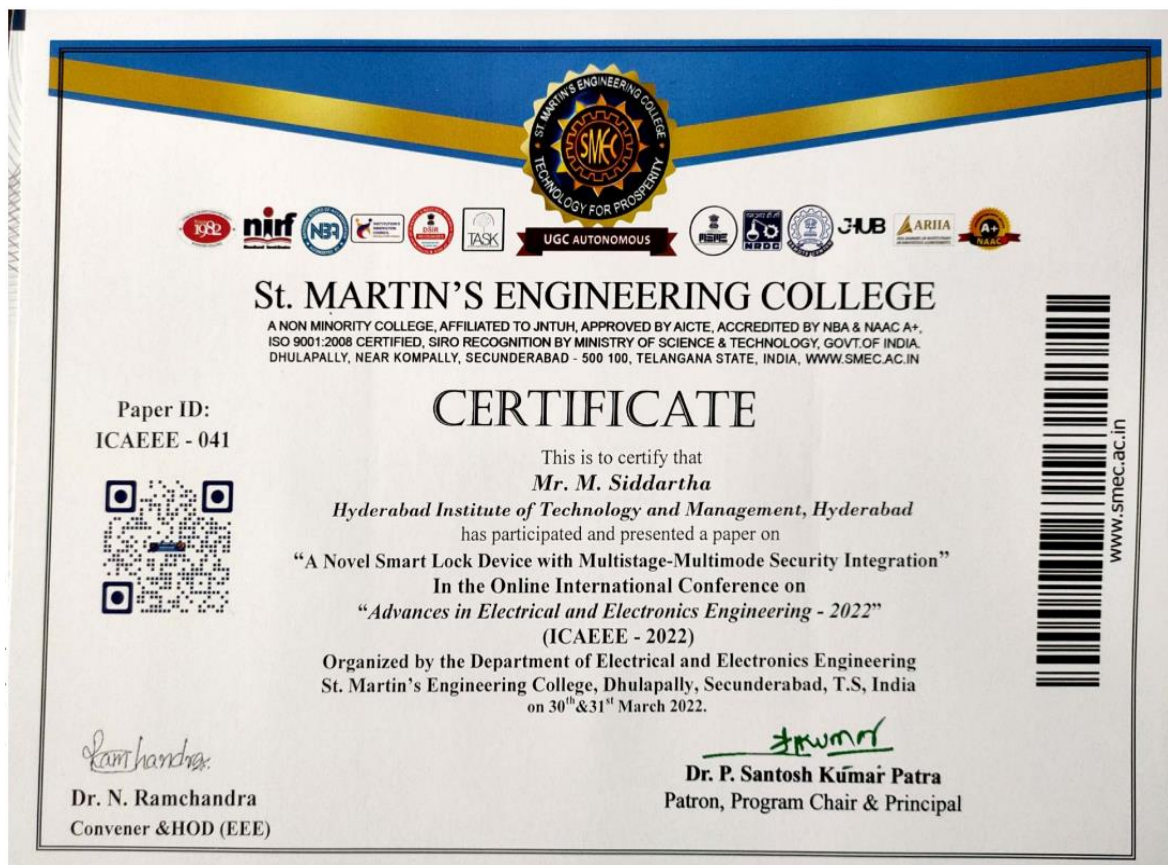 ST. MARTIN'S ENGINEERING COLLEGE
SMEC
TECHNOLOGY FOR PROSPERITY
1982
nirf
NBA
DSIR
TASK
UGC AUTONOMOUS
MSME
NRDC
J-HUB
ARIIA
A+
NAAC
St. MARTIN'S ENGINEERING COLLEGE
A NON MINORITY COLLEGE, AFFILIATED TO JNTUH, APPROVED BY AICTE, ACCREDITED BY NBA & NAAC A+,
ISO 9001:2008 CERTIFIED, SIRO RECOGNITION BY MINISTRY OF SCIENCE & TECHNOLOGY, GOVT.OF INDIA.
DHULAPALLY, NEAR KOMPALLY, SECUNDERABAD - 500 100, TELANGANA STATE, INDIA, WWW.SMEC.AC.IN
Paper ID:
ICAEEE - 041
CERTIFICATE
This is to certify that
Mr. M. Siddartha
Hyderabad Institute of Technology and Management, Hyderabad
has participated and presented a paper on
“A Novel Smart Lock Device with Multistage-Multimode Security Integration”
In the Online International Conference on
“Advances in Electrical and Electronics Engineering - 2022”
(ICAEEE - 2022)
Organized by the Department of Electrical and Electronics Engineering
St. Martin's Engineering College, Dhulapally, Secunderabad, T.S, India
on 30th&31st March 2022.
www.smec.ac.in
Ramchandra
Dr. N. Ramchandra
Convener &HOD (EEE)
Dr. P. Santosh Kumar Patra
Patron, Program Chair & Principal